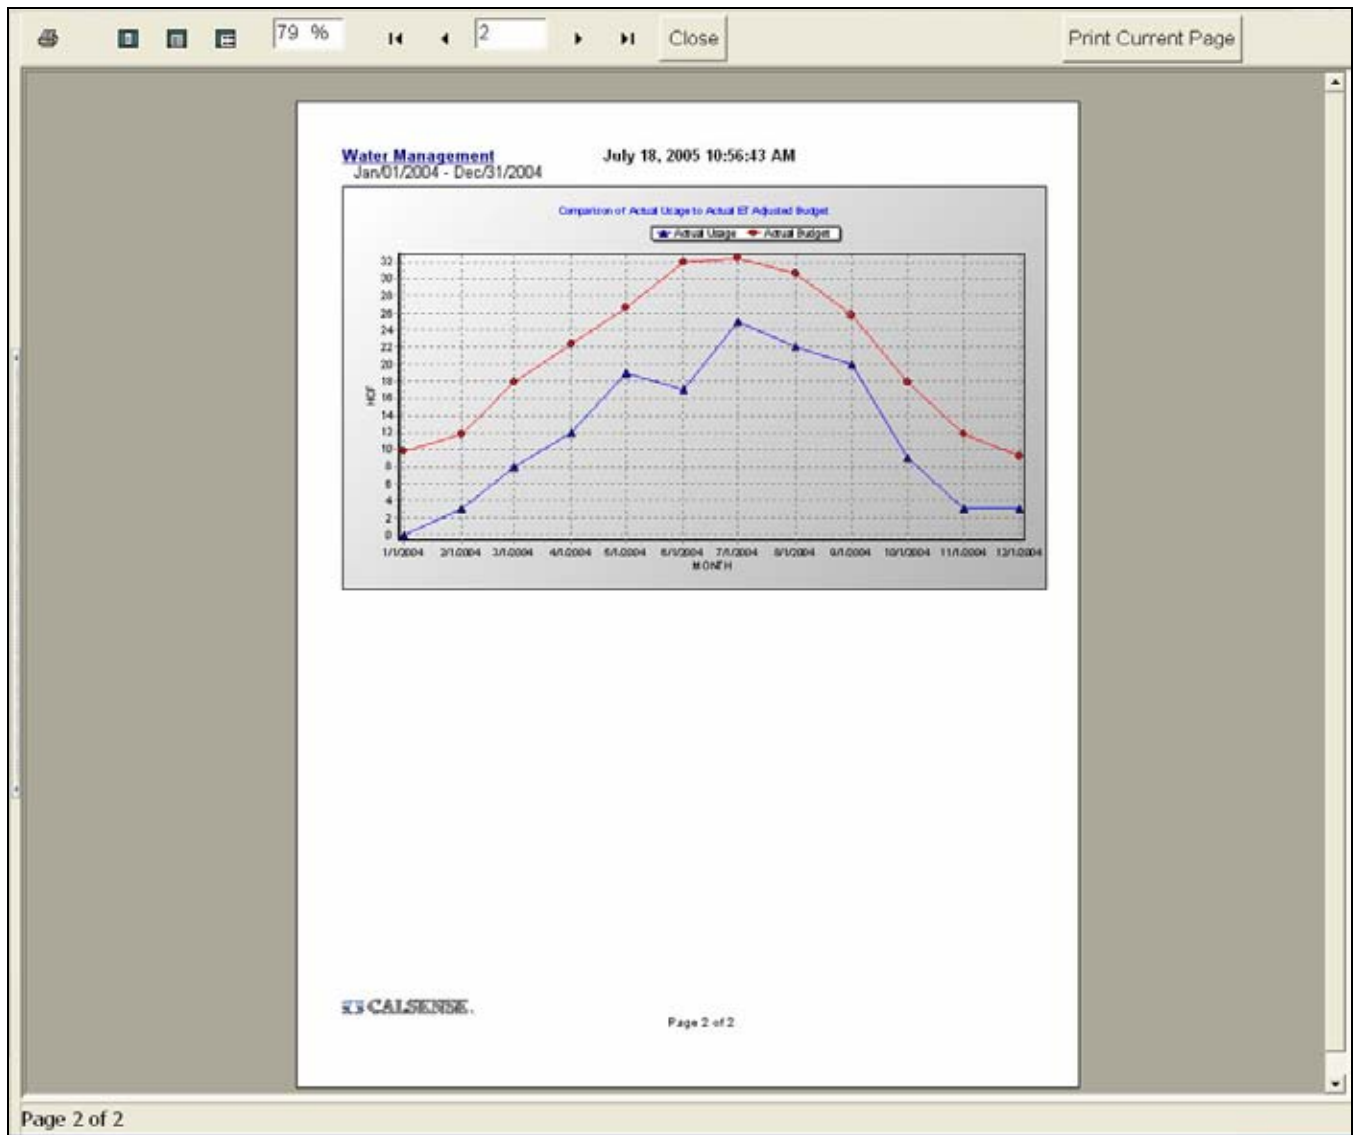 79 %
2
Close
Print Current Page
Water Management
July 18, 2005 10:56:43 AM
Jan/01/2004 - Dec/31/2004
Comparison of Actual Usage to Actual ET Adjusted Budget
Actual Usage
Actual Budget
32
30
28
26
24
22
20
18
16
14
12
10
8
6
4
2
0
HCF
1/1/2004 2/1/2004 3/1/2004 4/1/2004 5/1/2004 6/1/2004 7/1/2004 8/1/2004 9/1/2004 10/1/2004 11/1/2004 12/1/2004
MONTH
CALSENSE.
Page 2 of 2
Page 2 of 2